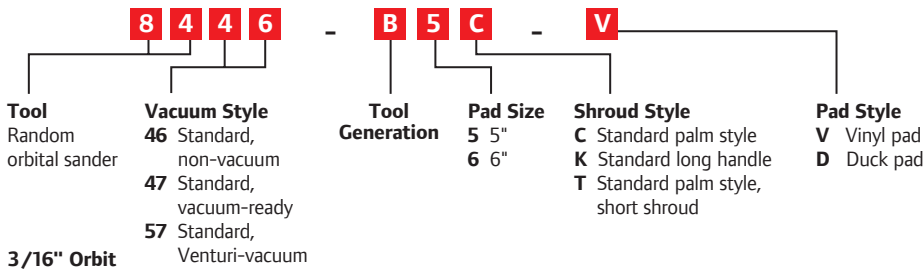 8 4 4 6 - B 5 C - V
Tool
Random
orbital sander
Vacuum Style
46 Standard,
non-vacuum
47 Standard,
vacuum-ready
57 Standard,
Venturi-vacuum
Tool
Generation
Pad Size
5 5"
6 6"
Shroud Style
C Standard palm style
K Standard long handle
T Standard palm style,
short shroud
Pad Style
V Vinyl pad
D Duck pad
3/16" Orbit